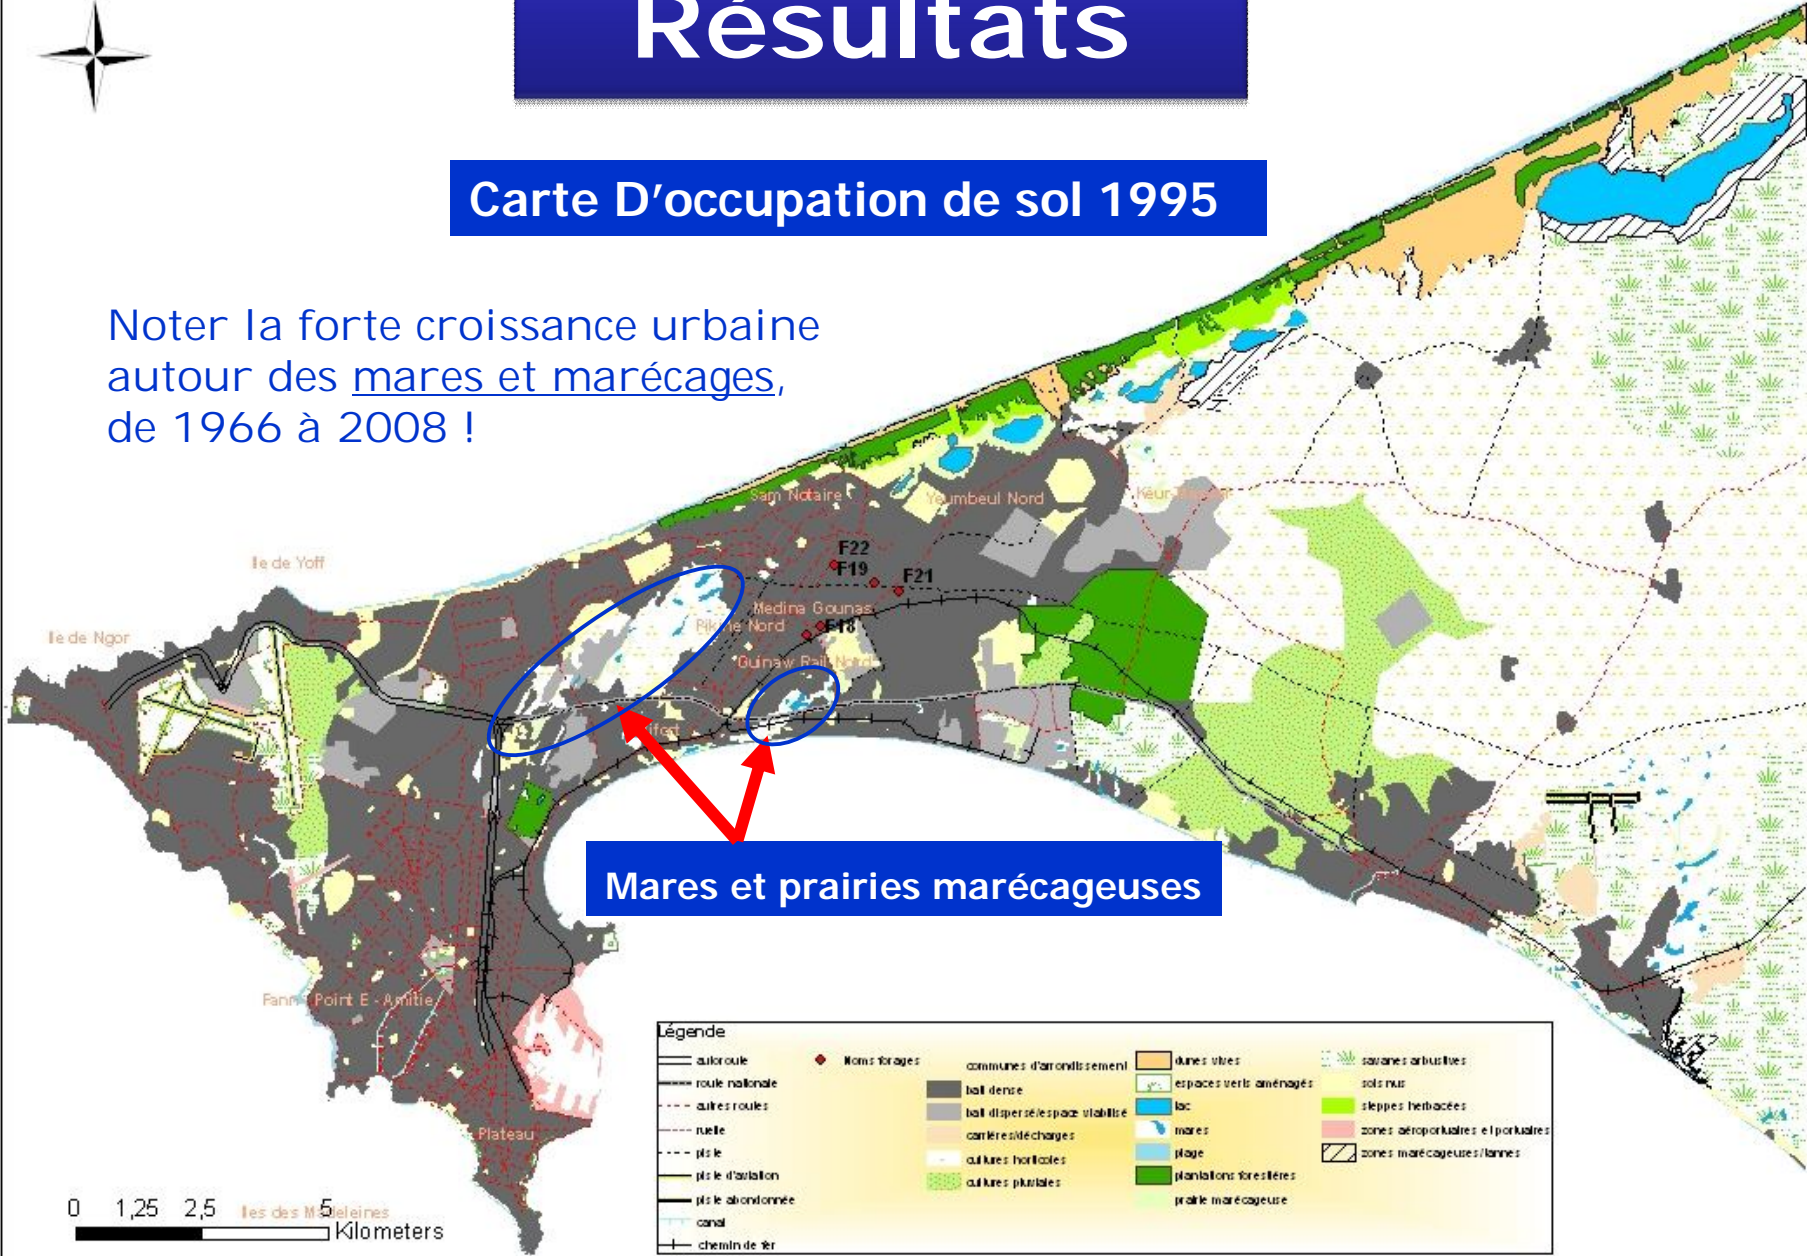 Résultats
Carte D'occupation de sol 1995
Noter la forte croissance urbaine
autour des mares et marécages,
de 1966 à 2008 !
Sam Notaire
Yeumbeul Nord
Keur
Ile de Yoff
F22
F19
F21
Ile de Ngor
Medina Gounas
Pikine Nord
F18
Guinaw Rail Nord
Mares et prairies marécageuses
Fann Point E - Amitie
Plateau
Iles des Madeleines
0 1,25 2,5 5
Kilometers
Légende
autoroute
route nationale
autres routes
ruelle
piste
piste d'aviation
piste abondonnée
canal
chemin de fer
Noms forages
communes d'arrondissement
bati dense
bati dispersé/espace viabilisé
carrières/décharges
cultures horticoles
cultures pluviales
dunes vives
espaces verts aménagés
lac
mares
plage
plantations forestières
prairie marécageuse
savanes arbustives
sols nus
steppes herbacées
zones aéroportuaires et portuaires
zones marécageuses/tannes